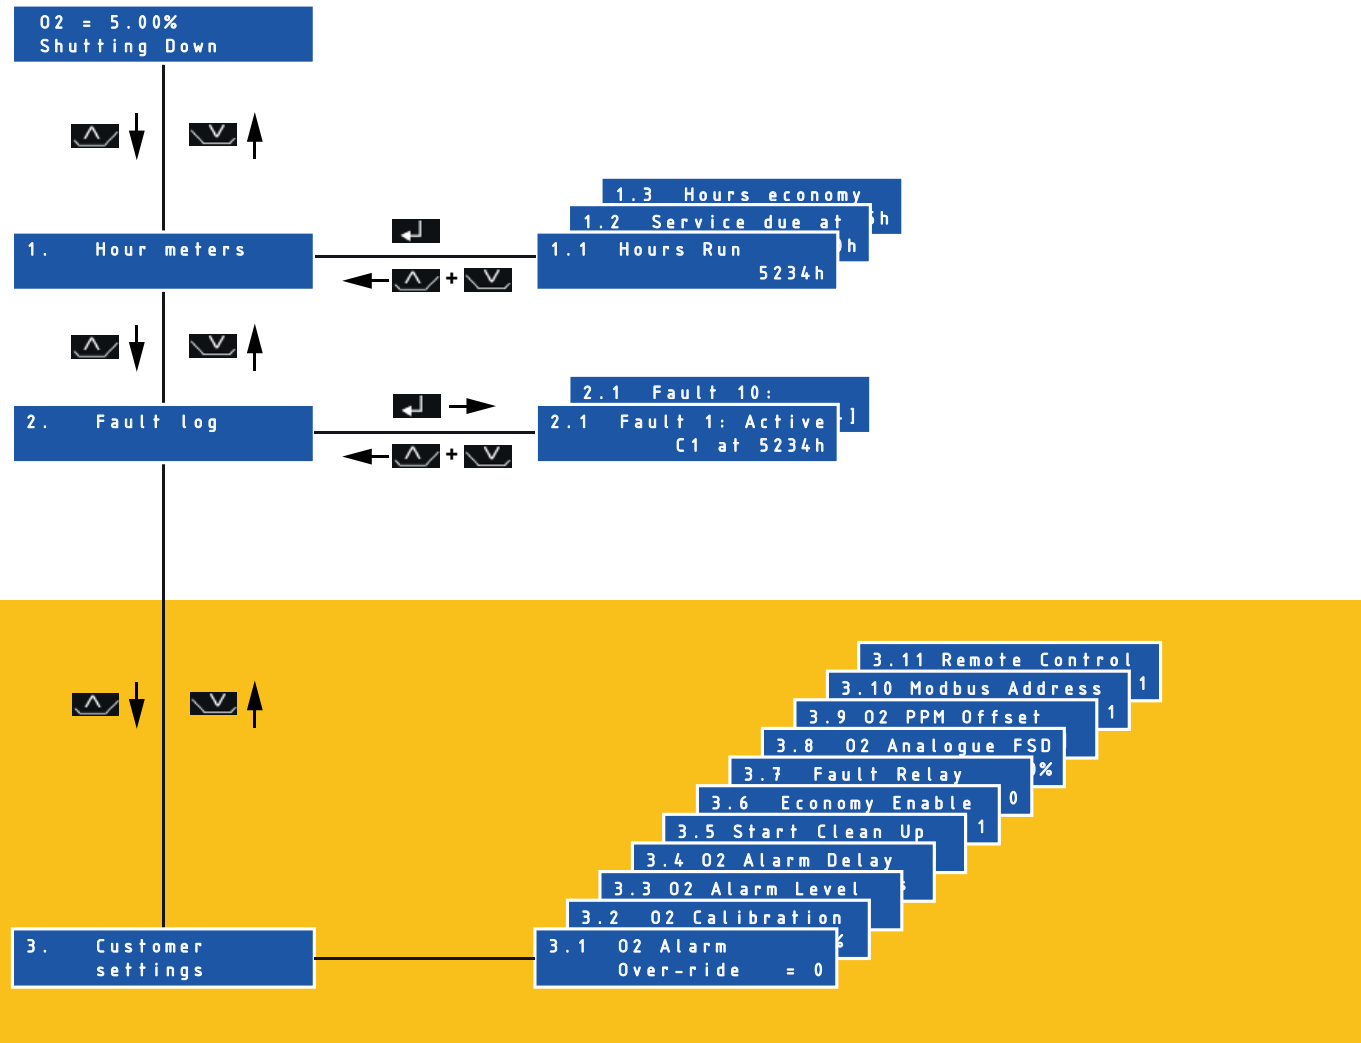 O2 = 5.00%
Shutting Down
1.3 Hours economy
h
1.2 Service due at
h
1. Hour meters
1.1 Hours Run
5234h
+
2.1 Fault 10:
.]
2. Fault log
2.1 Fault 1: Active
C1 at 5234h
+
3.11 Remote Control
1
3.10 Modbus Address
1
3.9 O2 PPM Offset
3.8 O2 Analogue FSD
%
3.7 Fault Relay
0
3.6 Economy Enable
1
3.5 Start Clean Up
3.4 O2 Alarm Delay
s
3.3 O2 Alarm Level
3.2 O2 Calibration
%
3. Customer
settings
3.1 O2 Alarm
Over-ride = 0